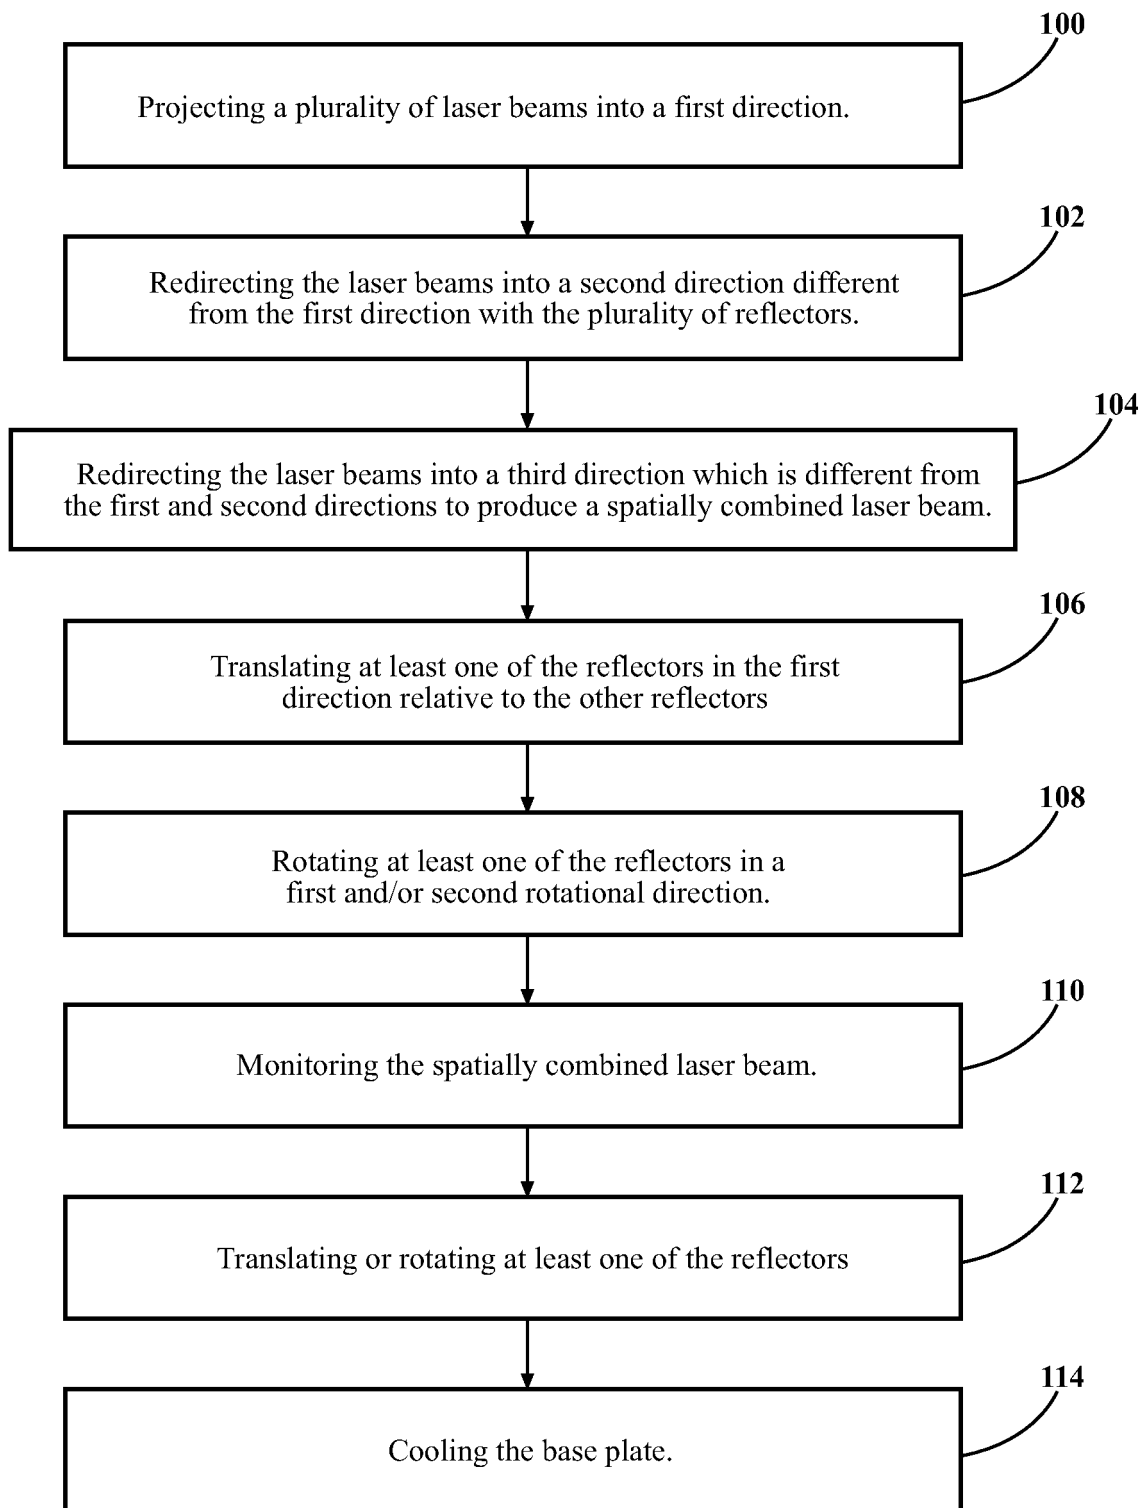 100
Projecting a plurality of laser beams into a first direction.
102
Redirecting the laser beams into a second direction different
from the first direction with the plurality of reflectors.
104
Redirecting the laser beams into a third direction which is different from
the first and second directions to produce a spatially combined laser beam.
106
Translating at least one of the reflectors in the first
direction relative to the other reflectors
108
Rotating at least one of the reflectors in a
first and/or second rotational direction.
110
Monitoring the spatially combined laser beam.
112
Translating or rotating at least one of the reflectors
114
Cooling the base plate.